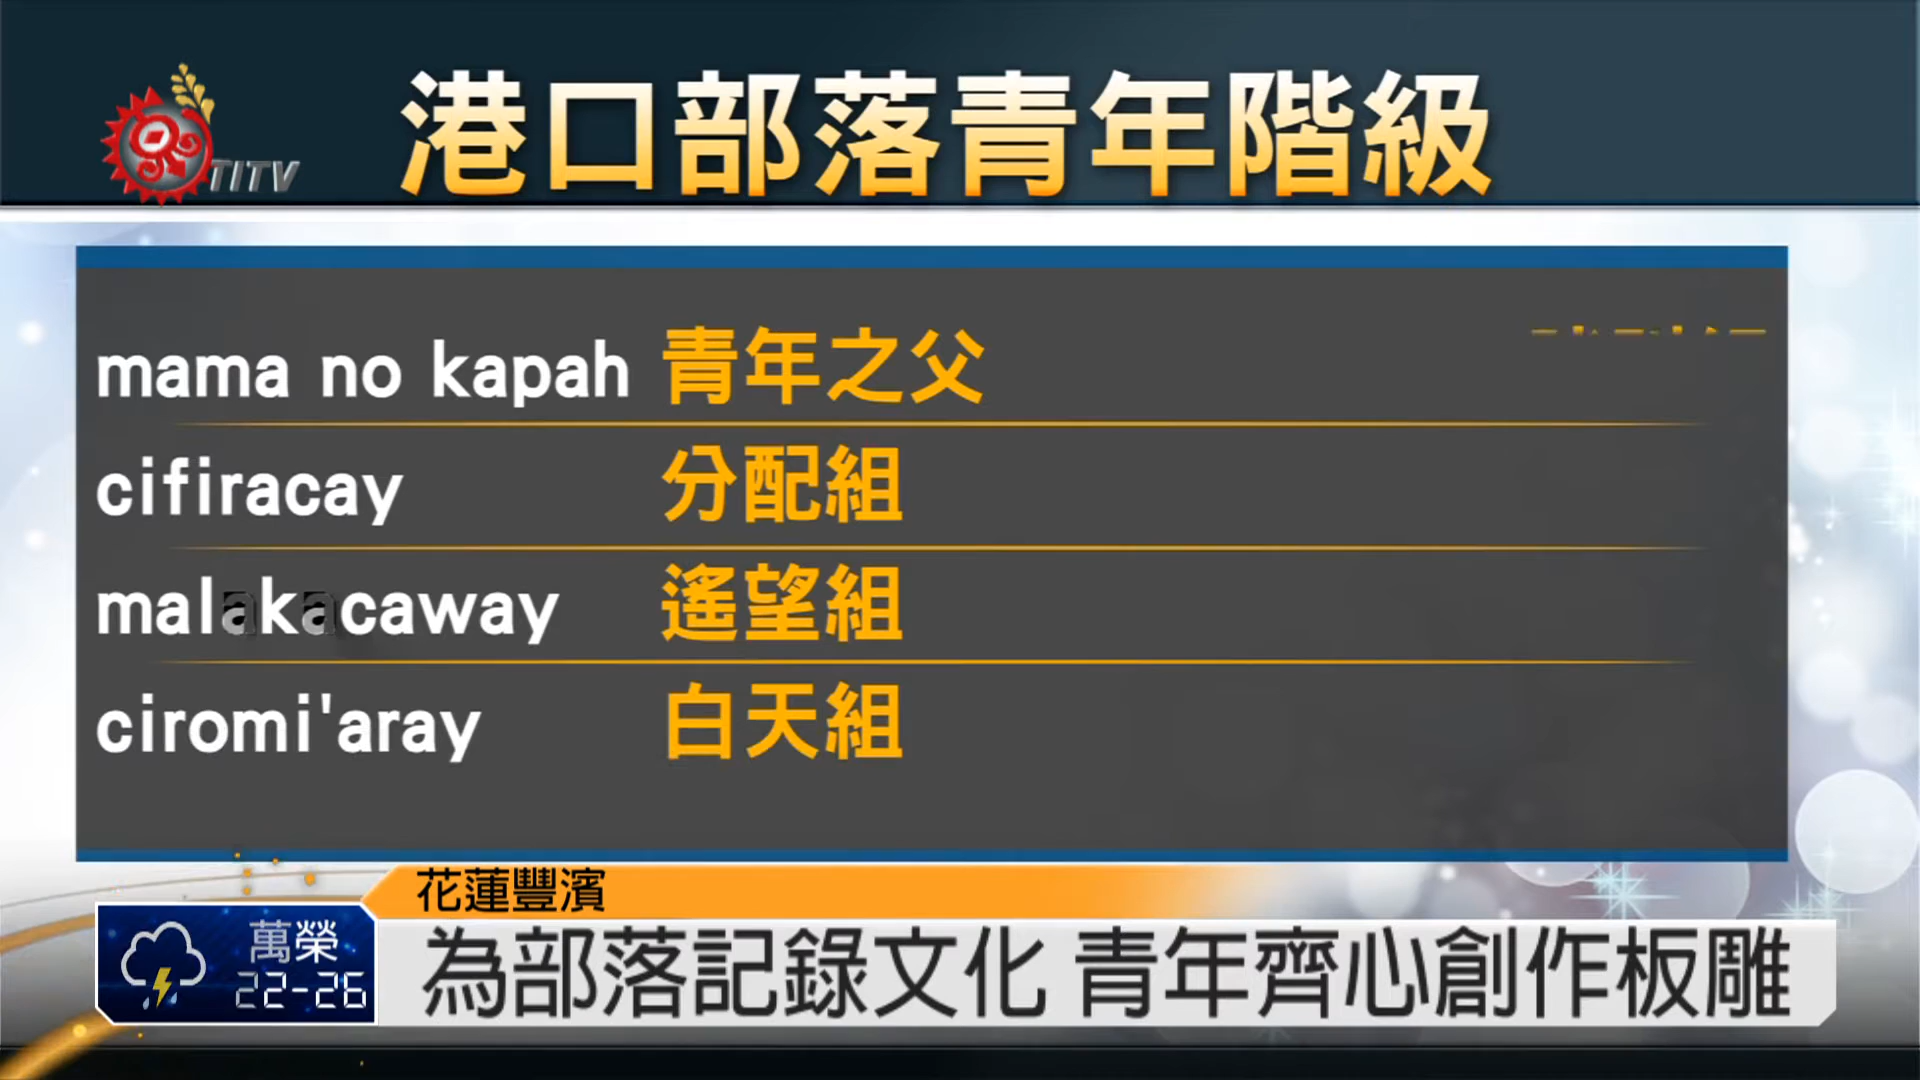 TITV
港口部落青年階級
mama no kapah 青年之父
cifiracay 分配組
malakacaway 遙望組
ciromi'aray 白天組
花蓮豐濱
萬榮
22-26
為部落記錄文化 青年齊心創作板雕